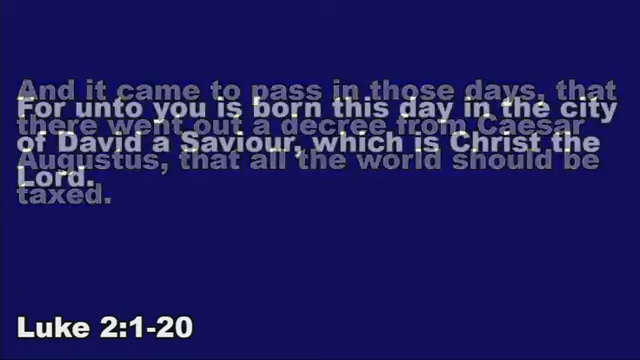 And it came to pass in those days, that
For unto you is born this day in the city
there went out a decree from Caesar
of David a Saviour, which is Christ the
Augustus, that all the world should be
Lord.
taxed.
Luke 2:1-20